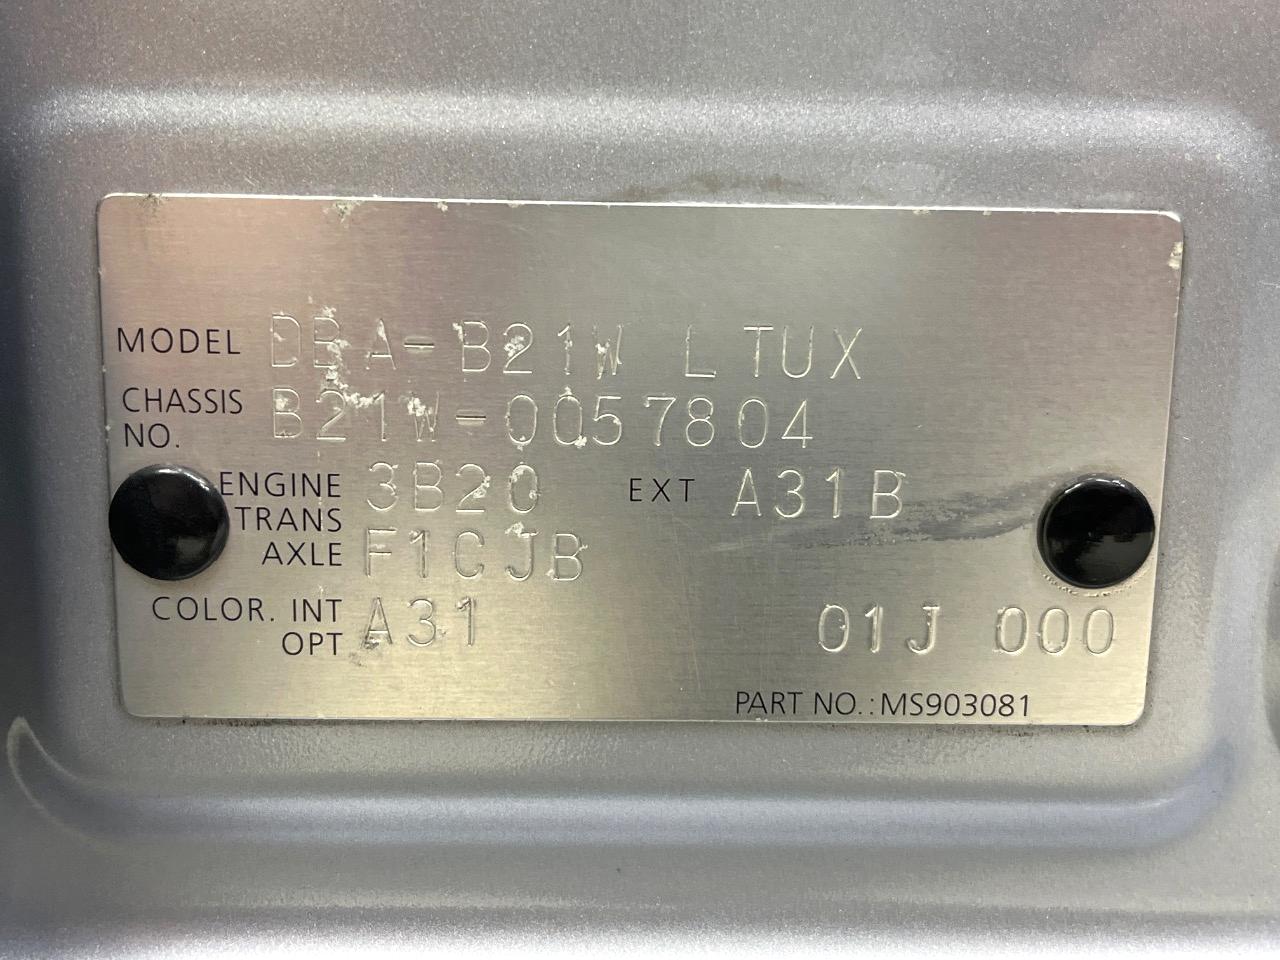 MODEL DBA-B21W LTUX
CHASSIS NO. B21W-0057804
ENGINE 3B20 EXT A31B
TRANS AXLE F1CJB
COLOR. INT OPT A31 01J 000
PART NO.:MS903081